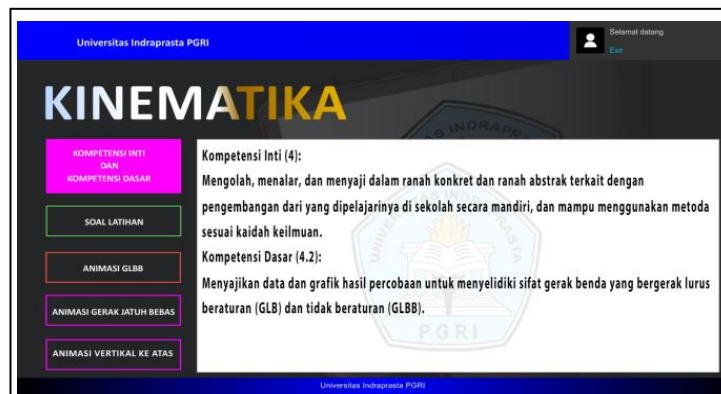 Universitas Indraprasta PGRI
Selamat datang
Exit
KINEMATIKA
KOMPETENSI INTI
DAN
KOMPETENSI DASAR
SOAL LATIHAN
ANIMASI GLBB
ANIMASI GERAK JATUH BEBAS
ANIMASI VERTIKAL KE ATAS
Kompetensi Inti (4):
Mengolah, menalar, dan menyaji dalam ranah konkret dan ranah abstrak terkait dengan
pengembangan dari yang dipelajarinya di sekolah secara mandiri, dan mampu menggunakan metoda
sesuai kaidah keilmuan.
Kompetensi Dasar (4.2):
Menyajikan data dan grafik hasil percobaan untuk menyelidiki sifat gerak benda yang bergerak lurus
beraturan (GLB) dan tidak beraturan (GLBB).
PGRI
Universitas Indraprasta PGRI